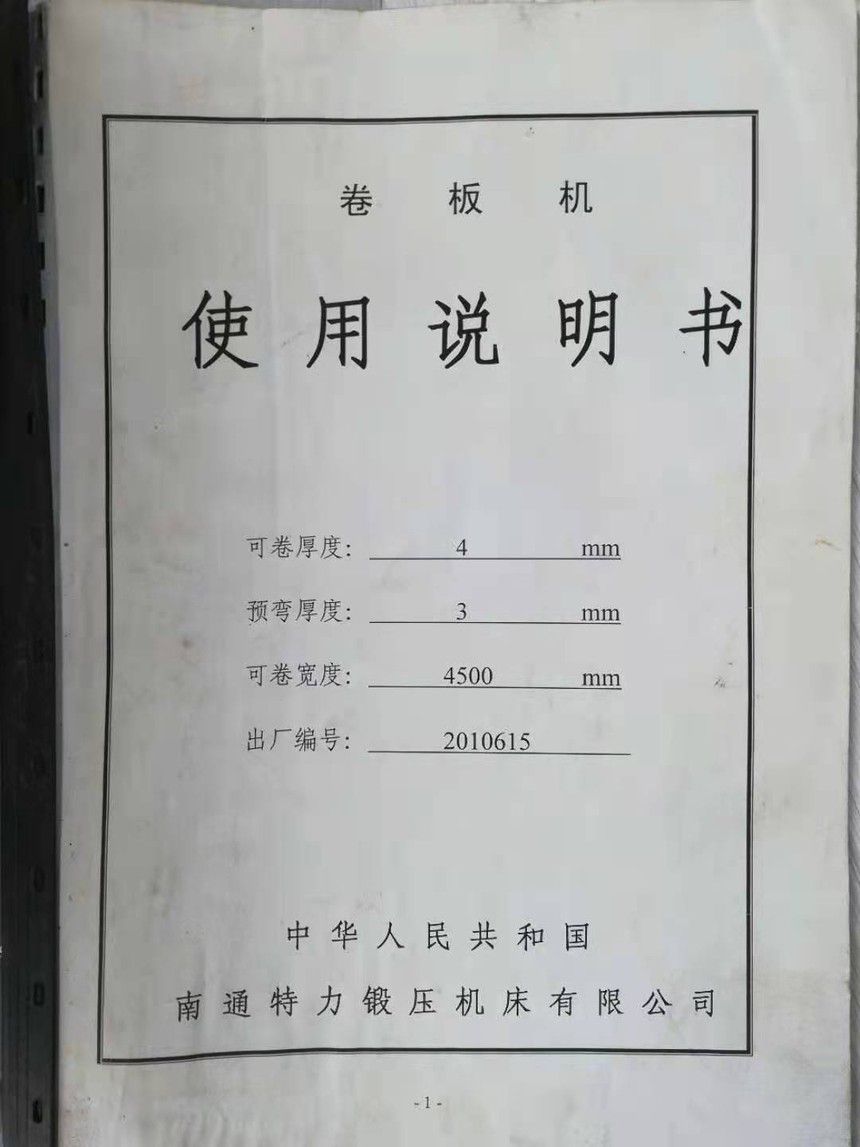 卷板机
使用说明书
可卷厚度: 4 mm
预弯厚度: 3 mm
可卷宽度: 4500 mm
出厂编号: 2010615
中华人民共和国
南通特力锻压机床有限公司
- 1 -